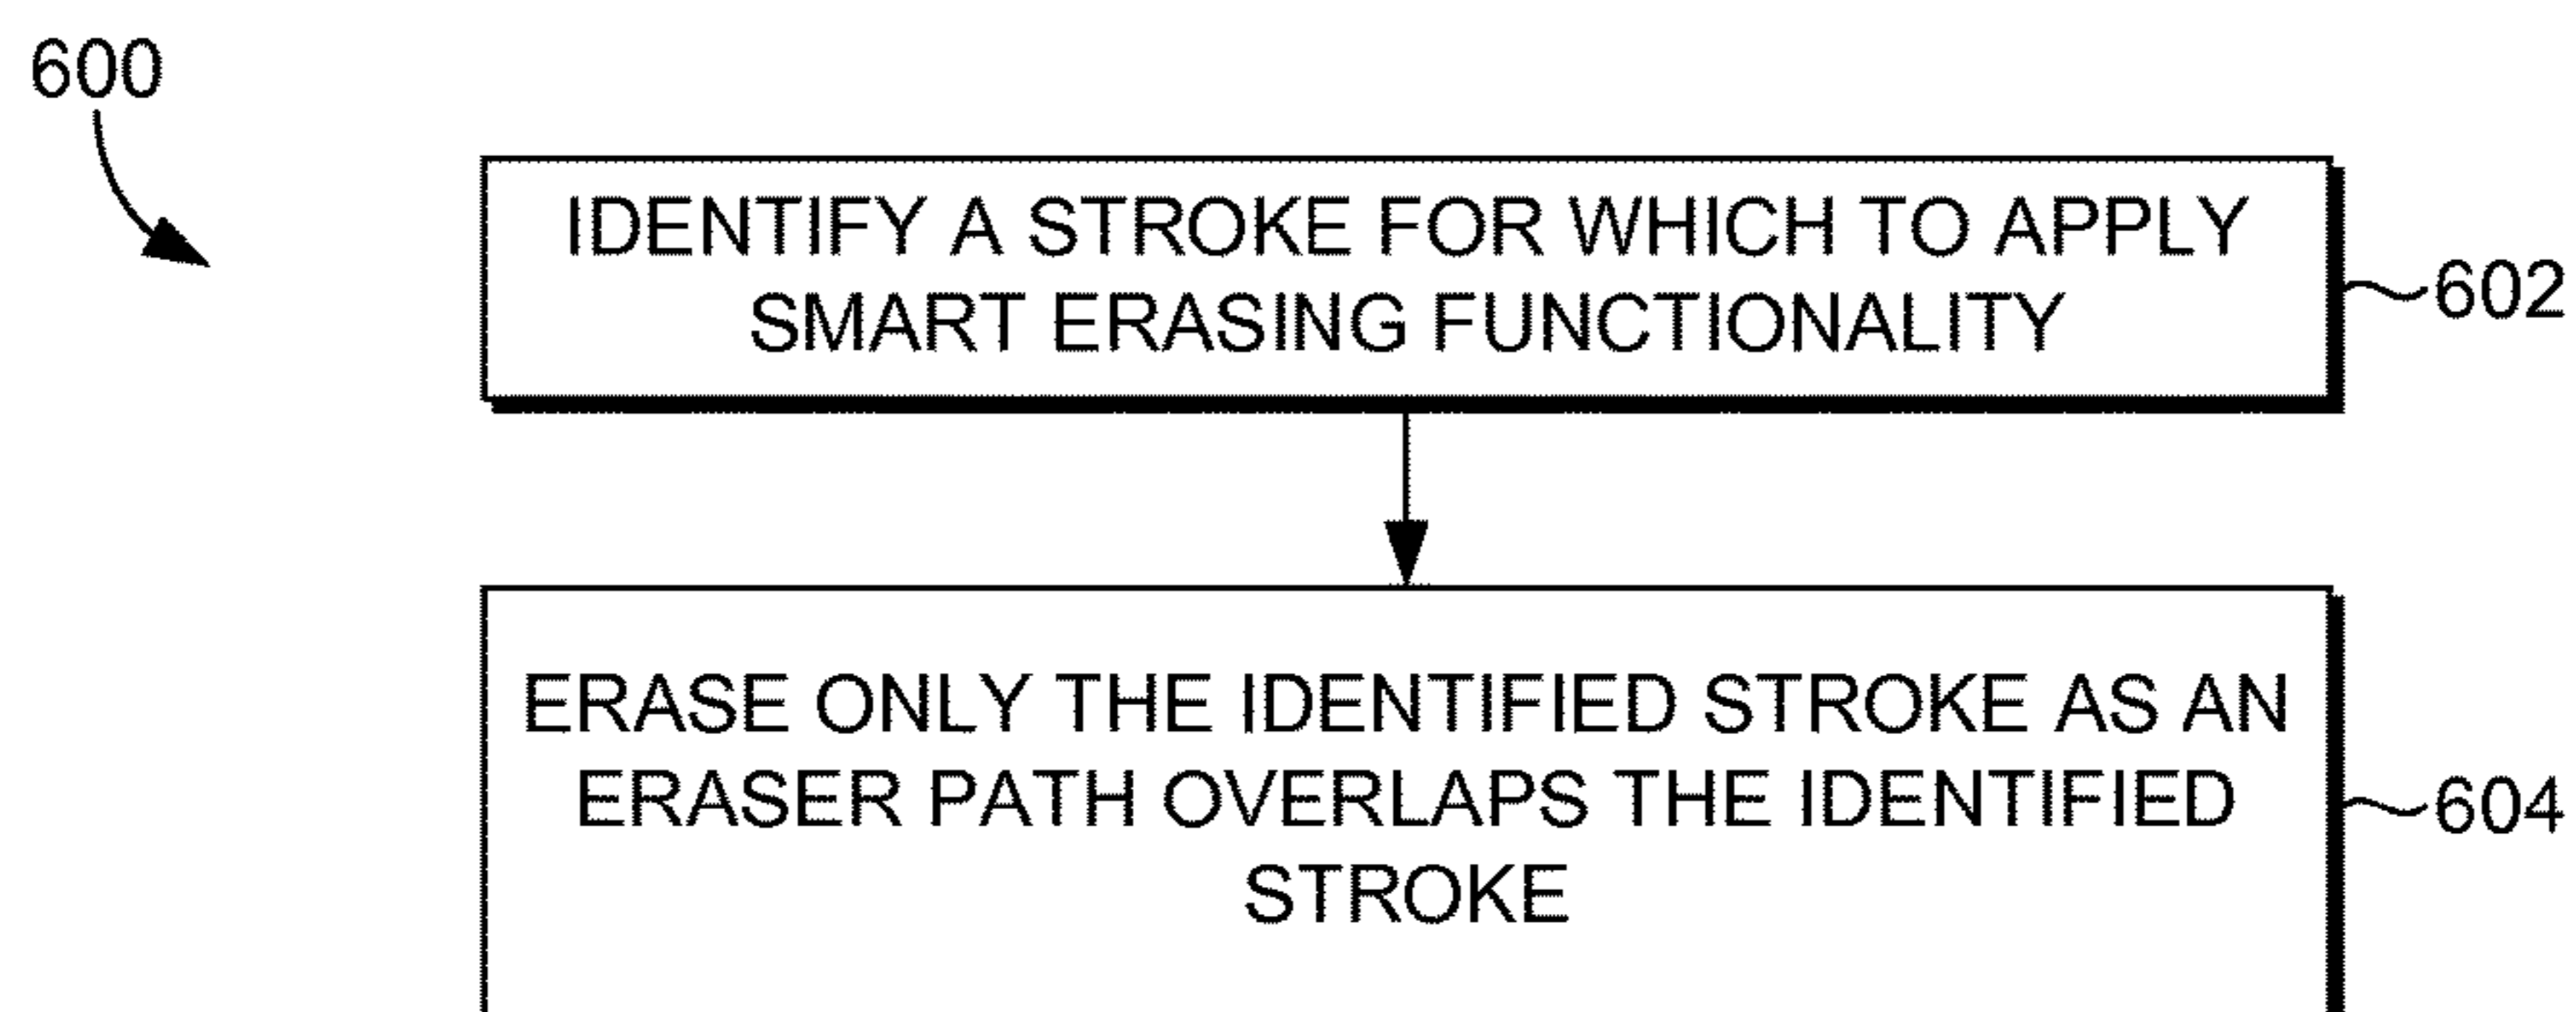 600
IDENTIFY A STROKE FOR WHICH TO APPLY
SMART ERASING FUNCTIONALITY
602
ERASE ONLY THE IDENTIFIED STROKE AS AN
ERASER PATH OVERLAPS THE IDENTIFIED
STROKE
604